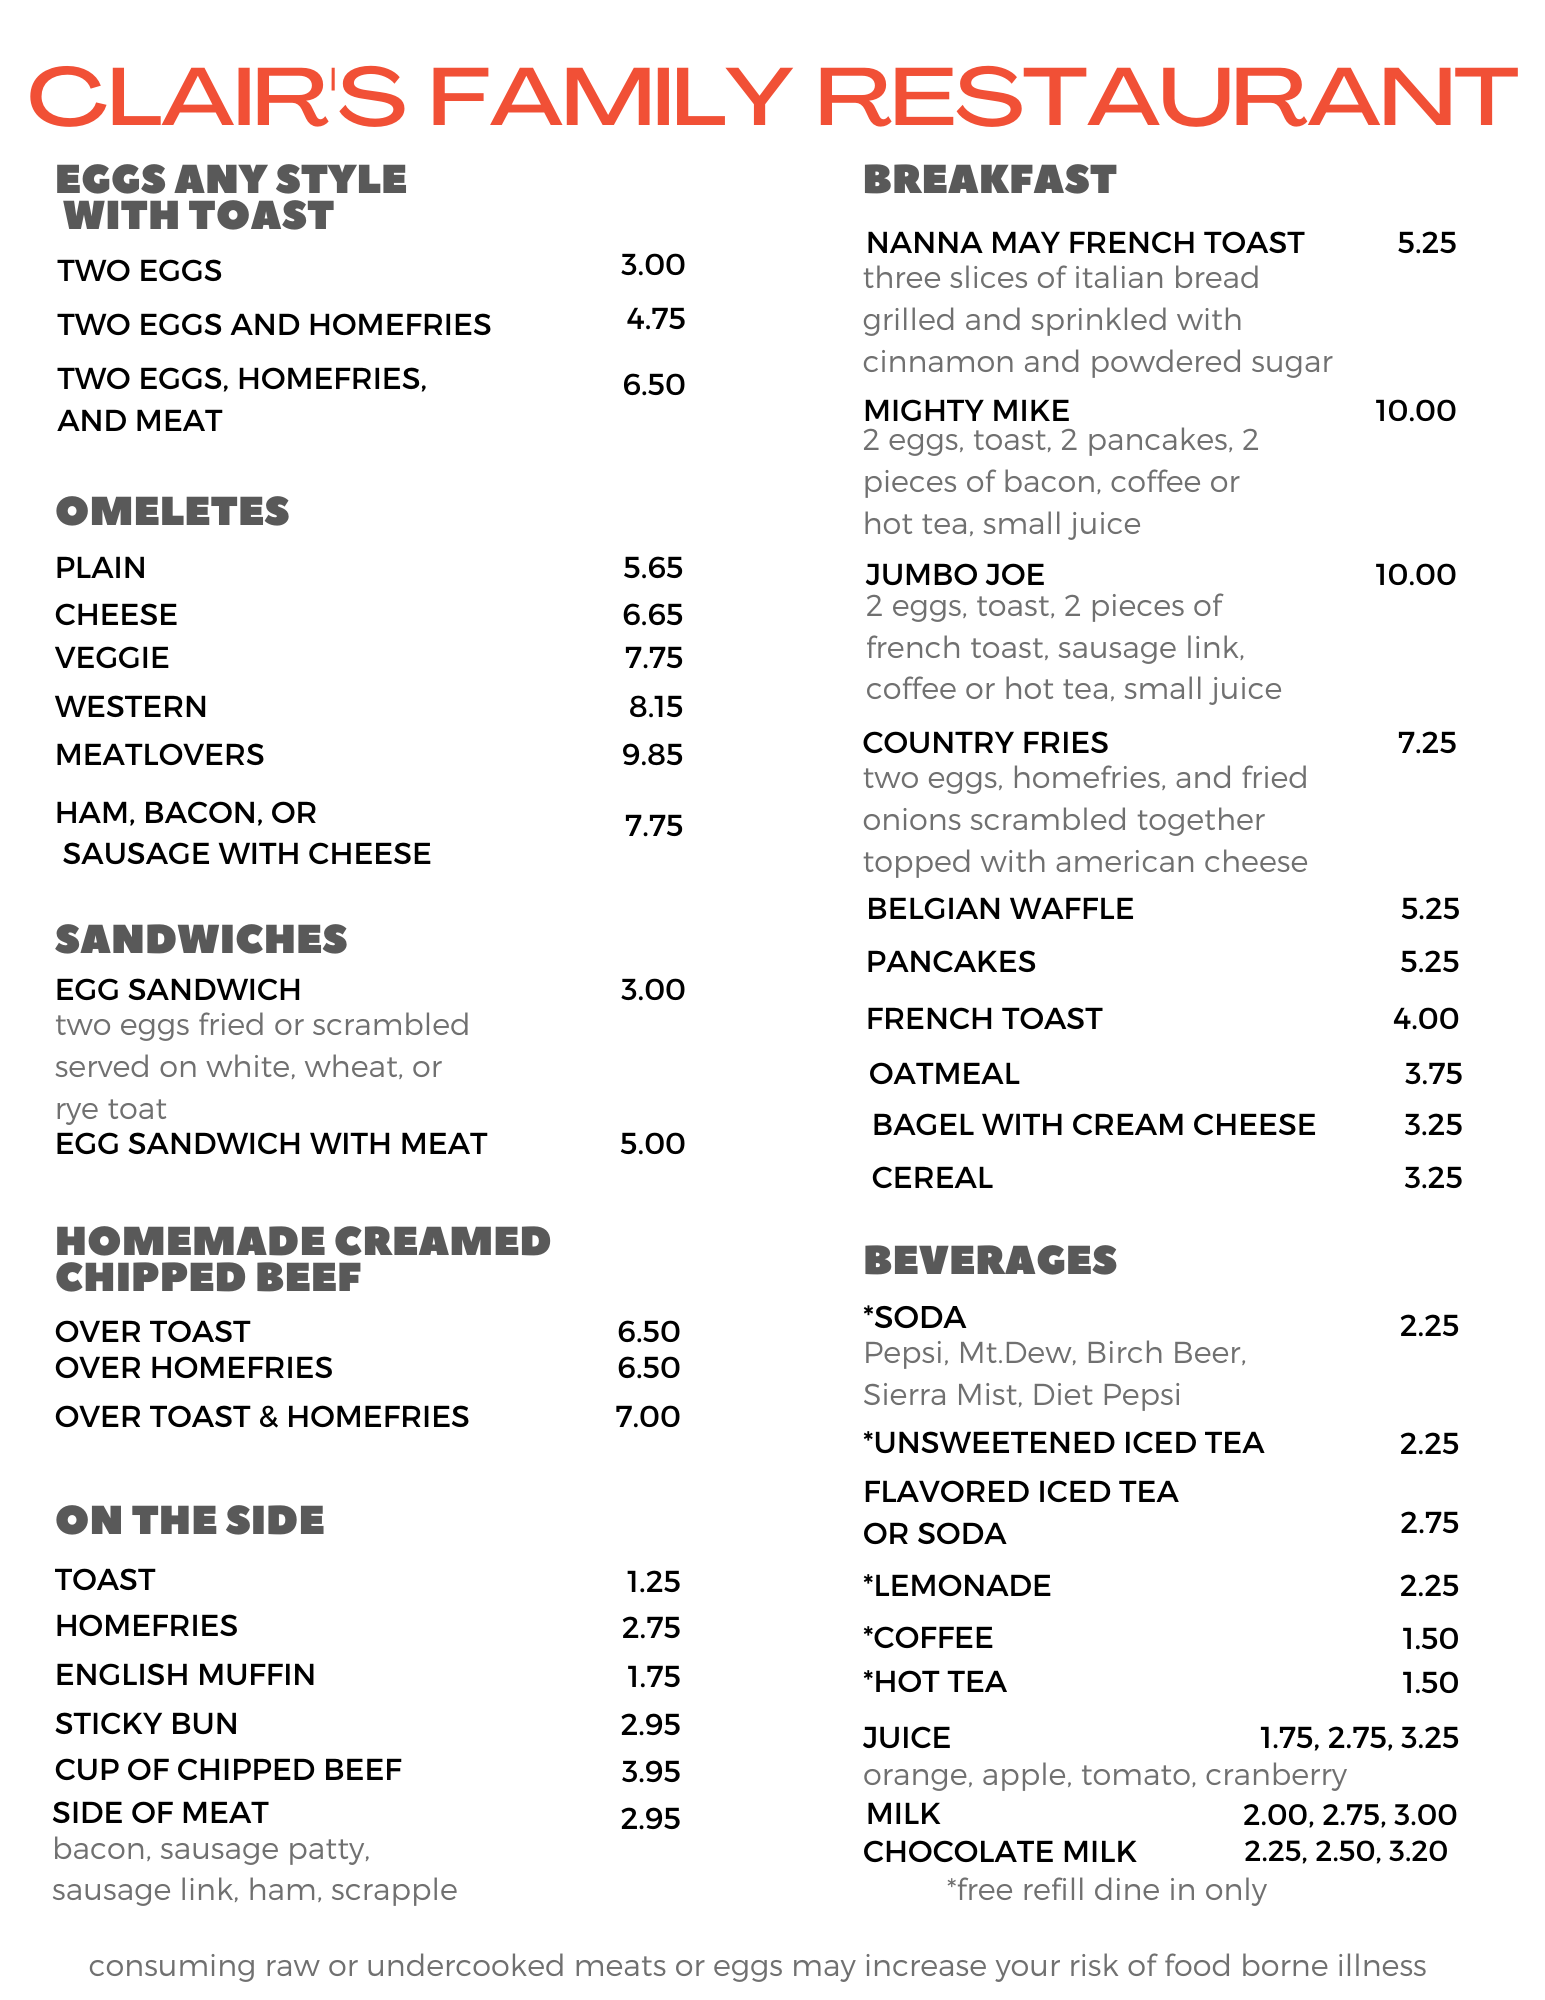 CLAIR'S FAMILY RESTAURANT
EGGS ANY STYLE
WITH TOAST
TWO EGGS 3.00
TWO EGGS AND HOMEFRIES 4.75
TWO EGGS, HOMEFRIES, 6.50
AND MEAT
OMELETES
PLAIN 5.65
CHEESE 6.65
VEGGIE 7.75
WESTERN 8.15
MEATLOVERS 9.85
HAM, BACON, OR 7.75
SAUSAGE WITH CHEESE
SANDWICHES
EGG SANDWICH 3.00
two eggs fried or scrambled
served on white, wheat, or
rye toat
EGG SANDWICH WITH MEAT 5.00
HOMEMADE CREAMED
CHIPPED BEEF
OVER TOAST 6.50
OVER HOMEFRIES 6.50
OVER TOAST & HOMEFRIES 7.00
ON THE SIDE
TOAST 1.25
HOMEFRIES 2.75
ENGLISH MUFFIN 1.75
STICKY BUN 2.95
CUP OF CHIPPED BEEF 3.95
SIDE OF MEAT 2.95
bacon, sausage patty,
sausage link, ham, scrapple
BREAKFAST
NANNA MAY FRENCH TOAST 5.25
three slices of italian bread
grilled and sprinkled with
cinnamon and powdered sugar
MIGHTY MIKE 10.00
2 eggs, toast, 2 pancakes, 2
pieces of bacon, coffee or
hot tea, small juice
JUMBO JOE 10.00
2 eggs, toast, 2 pieces of
french toast, sausage link,
coffee or hot tea, small juice
COUNTRY FRIES 7.25
two eggs, homefries, and fried
onions scrambled together
topped with american cheese
BELGIAN WAFFLE 5.25
PANCAKES 5.25
FRENCH TOAST 4.00
OATMEAL 3.75
BAGEL WITH CREAM CHEESE 3.25
CEREAL 3.25
BEVERAGES
*SODA 2.25
Pepsi, Mt.Dew, Birch Beer,
Sierra Mist, Diet Pepsi
*UNSWEETENED ICED TEA 2.25
FLAVORED ICED TEA
OR SODA 2.75
*LEMONADE 2.25
*COFFEE 1.50
*HOT TEA 1.50
JUICE 1.75, 2.75, 3.25
orange, apple, tomato, cranberry
MILK 2.00, 2.75, 3.00
CHOCOLATE MILK 2.25, 2.50, 3.20
*free refill dine in only
consuming raw or undercooked meats or eggs may increase your risk of food borne illness